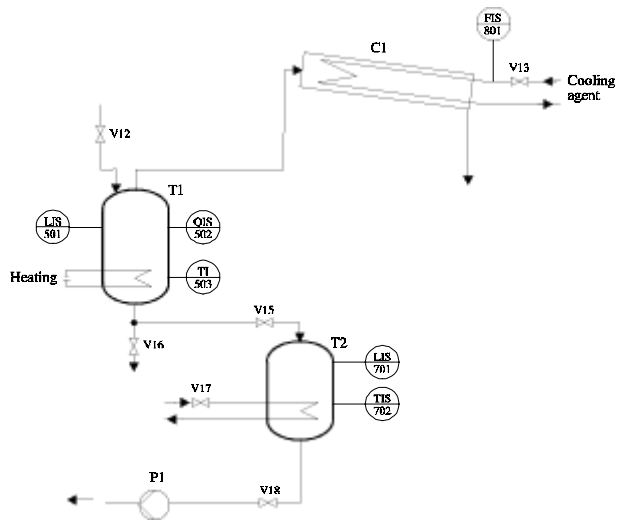 FIS
801
C1
V13
Cooling
agent
V12
T1
LIS
501
QIS
502
Heating
TI
503
V15
V16
T2
LIS
701
V17
TIS
702
P1
V18